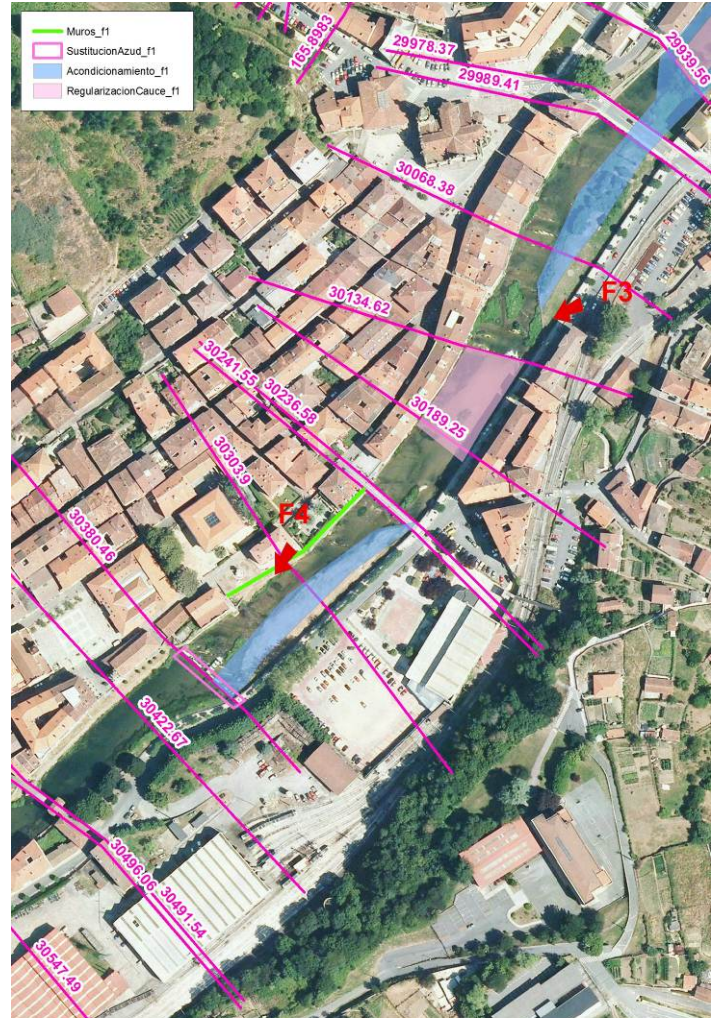 Muros_f1
SustitucionAzud_f1
Acondicionamiento_f1
RegularizacionCauce_f1
165.8983
29978.37
29989.41
29939.56
30068.38
F3
30134.62
30241.55
30236.58
30189.25
30303.9
F4
30380.46
30422.67
30496.06
30491.54
30547.49